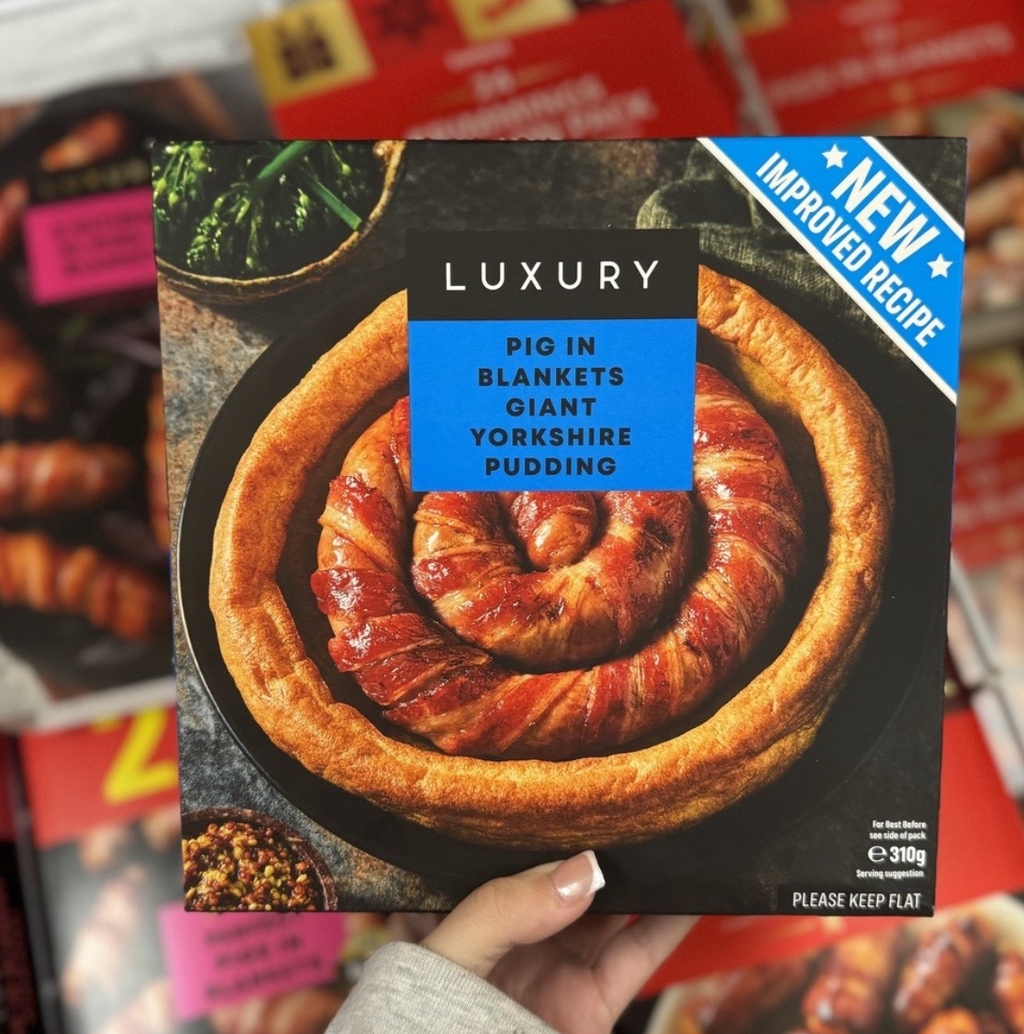 LUXURY
PIG IN
BLANKETS
GIANT
YORKSHIRE
PUDDING
NEW
IMPROVED RECIPE
For Best Before
see side of pack
℮ 310g
Serving suggestion
PLEASE KEEP FLAT